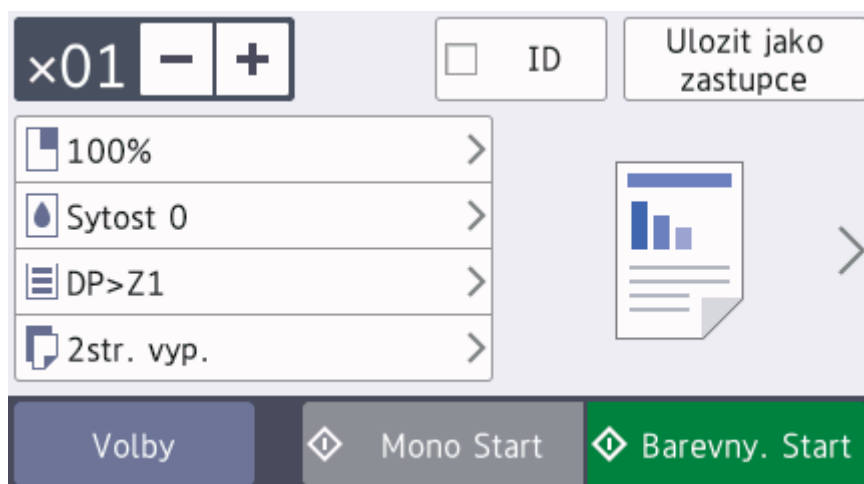 ×01 − +
ID
Ulozit jako
zastupce
100%
Sytost 0
DP>Z1
2str. vyp.
Volby
Mono Start
Barevny. Start